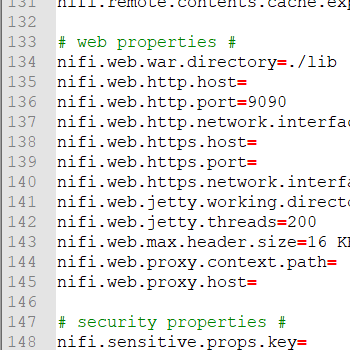 131 nifi.remote.contents.cache.exp
132
133 # web properties #
134 nifi.web.war.directory=./lib
135 nifi.web.http.host=
136 nifi.web.http.port=9090
137 nifi.web.http.network.interfac
138 nifi.web.https.host=
139 nifi.web.https.port=
140 nifi.web.https.network.interfa
141 nifi.web.jetty.working.directo
142 nifi.web.jetty.threads=200
143 nifi.web.max.header.size=16 K
144 nifi.web.proxy.context.path=
145 nifi.web.proxy.host=
146
147 # security properties #
148 nifi.sensitive.props.key=